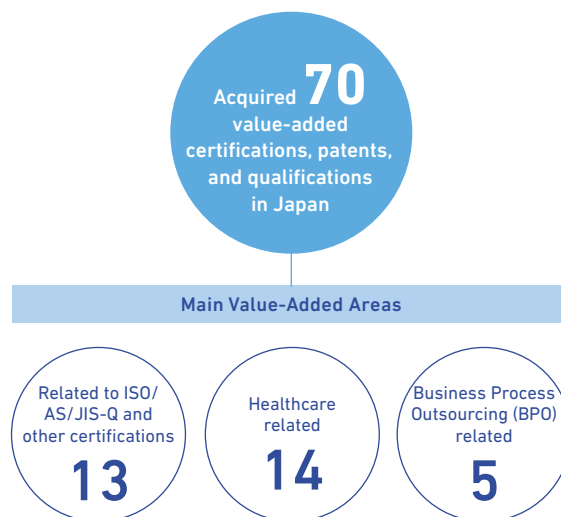 Acquired 70
value-added
certifications, patents,
and qualifications
in Japan
Main Value-Added Areas
Related to ISO/
AS/JIS-Q and
other certifications
13
Healthcare
related
14
Business Process
Outsourcing (BPO)
related
5